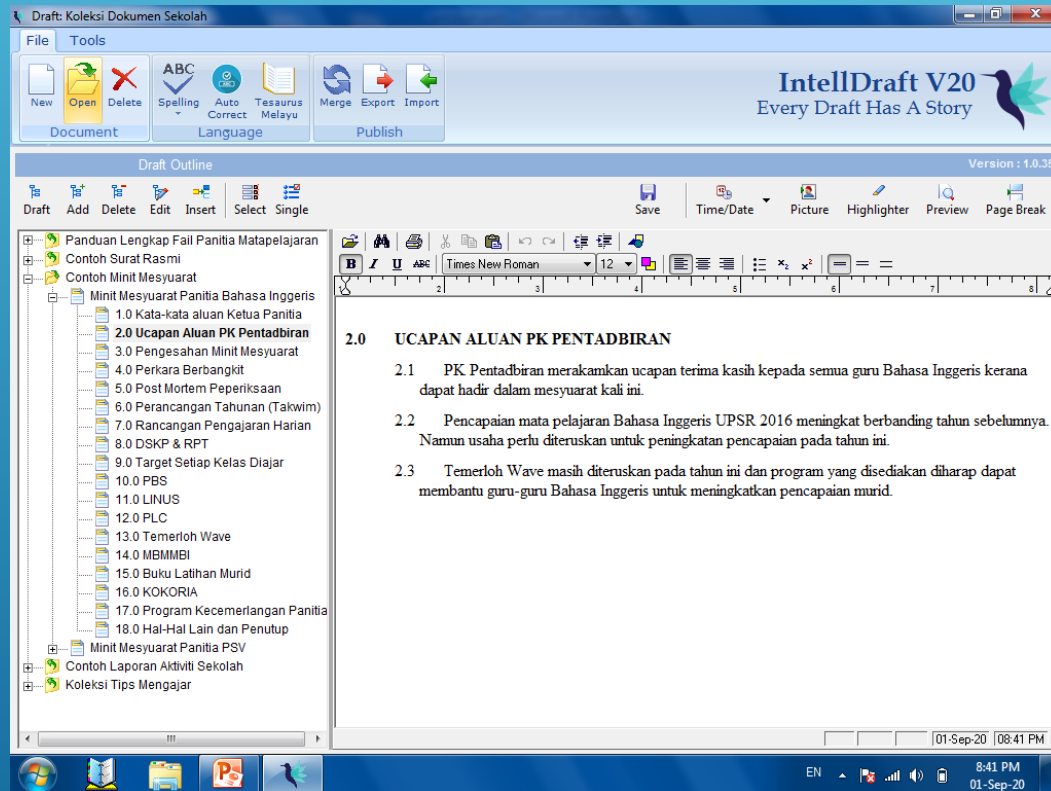 Draft: Koleksi Dokumen Sekolah
File Tools
New Open Delete Spelling Auto Correct Tesaurus Melayu Merge Export Import
Document Language Publish
IntellDraft V20
Every Draft Has A Story
Draft Outline Version : 1.0.35
Draft Add Delete Edit Insert Select Single Save Time/Date Picture Highlighter Preview Page Break
B I U ABC Times New Roman 12
2 3 4 5 6 7 8
Panduan Lengkap Fail Panitia Matapelajaran
Contoh Surat Rasmi
Contoh Minit Mesyuarat
Minit Mesyuarat Panitia Bahasa Inggeris
1.0 Kata-kata aluan Ketua Panitia
2.0 Ucapan Aluan PK Pentadbiran
3.0 Pengesahan Minit Mesyuarat
4.0 Perkara Berbangkit
5.0 Post Mortem Peperiksaan
6.0 Perancangan Tahunan (Takwim)
7.0 Rancangan Pengajaran Harian
8.0 DSKP & RPT
9.0 Target Setiap Kelas Diajar
10.0 PBS
11.0 LINUS
12.0 PLC
13.0 Temerloh Wave
14.0 MBMMBI
15.0 Buku Latihan Murid
16.0 KOKORIA
17.0 Program Kecemerlangan Panitia
18.0 Hal-Hal Lain dan Penutup
Minit Mesyuarat Panitia PSV
Contoh Laporan Aktiviti Sekolah
Koleksi Tips Mengajar
2.0 UCAPAN ALUAN PK PENTADBIRAN
2.1 PK Pentadbiran merakamkan ucapan terima kasih kepada semua guru Bahasa Inggeris kerana
dapat hadir dalam mesyuarat kali ini.
2.2 Pencapaian mata pelajaran Bahasa Inggeris UPSR 2016 meningkat berbanding tahun sebelumnya.
Namun usaha perlu diteruskan untuk peningkatan pencapaian pada tahun ini.
2.3 Temerloh Wave masih diteruskan pada tahun ini dan program yang disediakan diharap dapat
membantu guru-guru Bahasa Inggeris untuk meningkatkan pencapaian murid.
01-Sep-20 08:41 PM
EN 8:41 PM
01-Sep-20